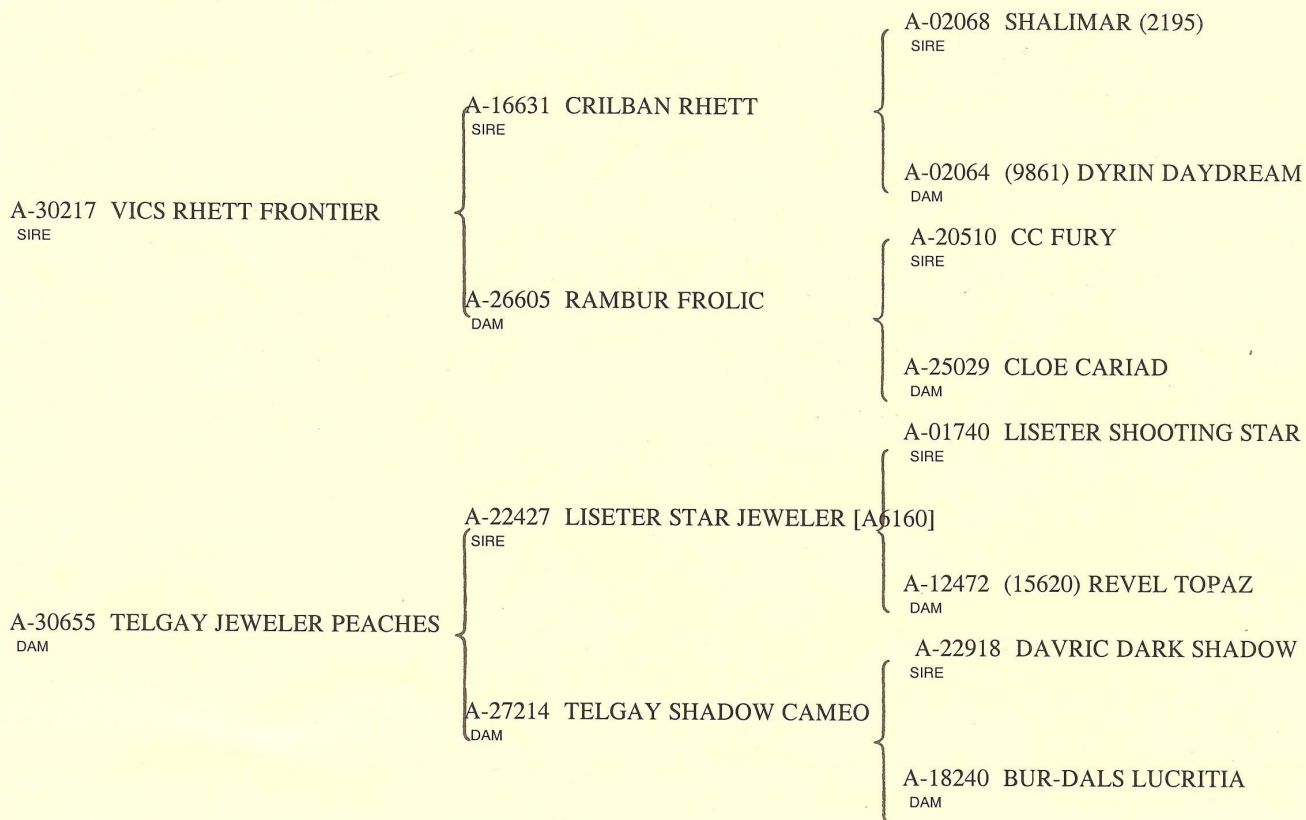 A-02068 SHALIMAR (2195)
SIRE
A-16631 CRILBAN RHETT
SIRE
A-02064 (9861) DYRIN DAYDREAM
DAM
A-30217 VICS RHETT FRONTIER
SIRE
A-20510 CC FURY
SIRE
A-26605 RAMBUR FROLIC
DAM
A-25029 CLOE CARIAD
DAM
A-01740 LISETER SHOOTING STAR
SIRE
A-22427 LISETER STAR JEWELER [A6160]
SIRE
A-12472 (15620) REVEL TOPAZ
DAM
A-30655 TELGAY JEWELER PEACHES
DAM
A-22918 DAVRIC DARK SHADOW
SIRE
A-27214 TELGAY SHADOW CAMEO
DAM
A-18240 BUR-DALS LUCRITIA
DAM